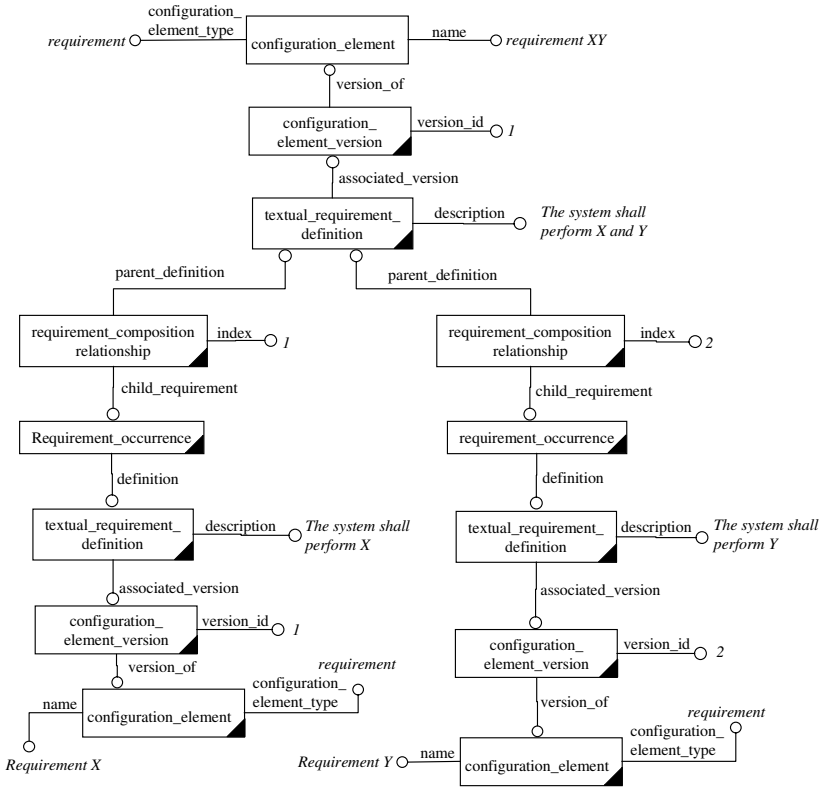 configuration_
element_type
requirement
configuration_element
name
requirement XY
version_of
configuration_
element_version
version_id
1
associated_version
textual_requirement_
definition
description
The system shall
perform X and Y
parent_definition
parent_definition
requirement_composition
relationship
index
1
requirement_composition
relationship
index
2
child_requirement
child_requirement
Requirement_occurrence
requirement_occurrence
definition
definition
textual_requirement_
definition
description
The system shall
perform X
textual_requirement_
definition
description
The system shall
perform Y
associated_version
associated_version
configuration_
element_version
version_id
1
configuration_
element_version
version_id
2
version_of
requirement
name
configuration_element
configuration_
element_type
Requirement X
version_of
requirement
configuration_
element_type
Requirement Y
name
configuration_element